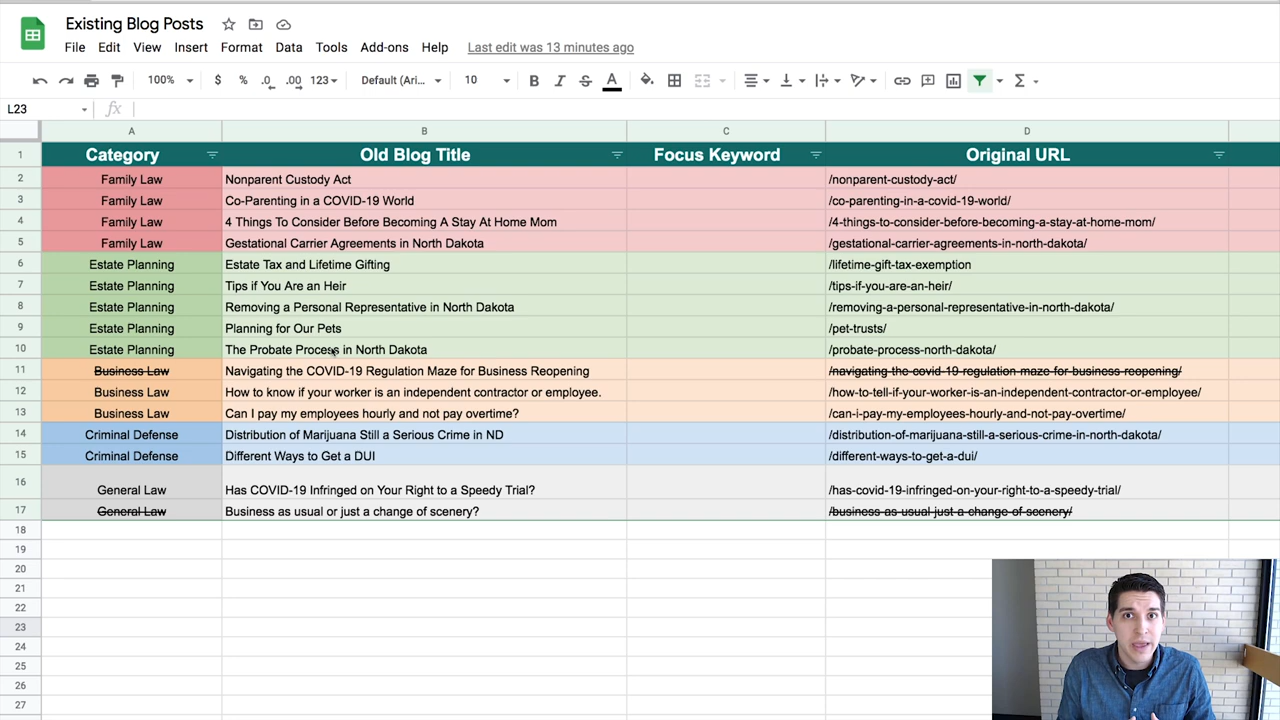 Existing Blog Posts
File Edit View Insert Format Data Tools Add-ons Help Last edit was 13 minutes ago
100% $ % .0 .00 123 Default (Ari... 10 B I S A Σ
L23 fx
A B C D
1 Category Old Blog Title Focus Keyword Original URL
2 Family Law Nonparent Custody Act /nonparent-custody-act/
3 Family Law Co-Parenting in a COVID-19 World /co-parenting-in-a-covid-19-world/
4 Family Law 4 Things To Consider Before Becoming A Stay At Home Mom /4-things-to-consider-before-becoming-a-stay-at-home-mom/
5 Family Law Gestational Carrier Agreements in North Dakota /gestational-carrier-agreements-in-north-dakota/
6 Estate Planning Estate Tax and Lifetime Gifting /lifetime-gift-tax-exemption
7 Estate Planning Tips if You Are an Heir /tips-if-you-are-an-heir/
8 Estate Planning Removing a Personal Representative in North Dakota /removing-a-personal-representative-in-north-dakota/
9 Estate Planning Planning for Our Pets /pet-trusts/
10 Estate Planning The Probate Process in North Dakota /probate-process-north-dakota/
11 Business Law Navigating the COVID-19 Regulation Maze for Business Reopening /navigating-the-covid-19-regulation-maze-for-business-reopening/
12 Business Law How to know if your worker is an independent contractor or employee. /how-to-tell-if-your-worker-is-an-independent-contractor-or-employee/
13 Business Law Can I pay my employees hourly and not pay overtime? /can-i-pay-my-employees-hourly-and-not-pay-overtime/
14 Criminal Defense Distribution of Marijuana Still a Serious Crime in ND /distribution-of-marijuana-still-a-serious-crime-in-north-dakota/
15 Criminal Defense Different Ways to Get a DUI /different-ways-to-get-a-dui/
16 General Law Has COVID-19 Infringed on Your Right to a Speedy Trial? /has-covid-19-infringed-on-your-right-to-a-speedy-trial/
17 General Law Business as usual or just a change of scenery? /business-as-usual-just-a-change-of-scenery/
18
19
20
21
22
23
24
25
26
27